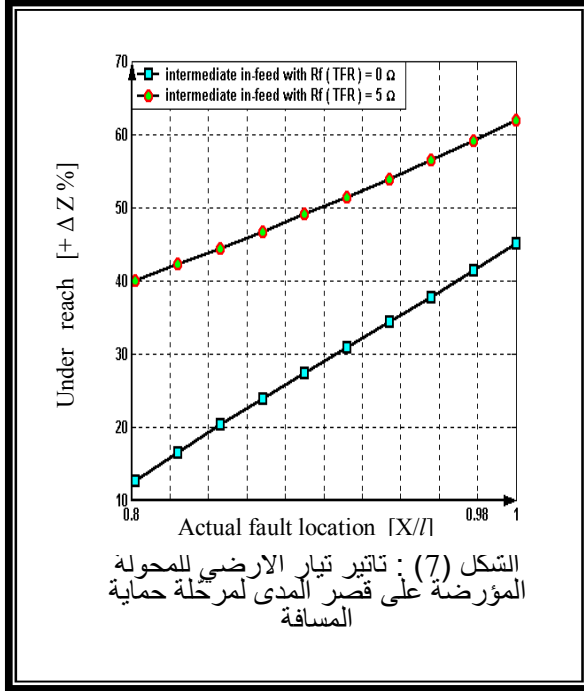 70
intermediate in-feed with Rf ( TFR ) = 0 Ω
intermediate in-feed with Rf ( TFR ) = 5 Ω
60
50
40
30
20
10
Under reach [+ Δ Z %]
0.8
0.98
1
Actual fault location [X/l]
الشكل (7) : تاثير تيار الارضي للمحولة
المؤرضة على قصر المدى لمرحلة حماية
المسافة